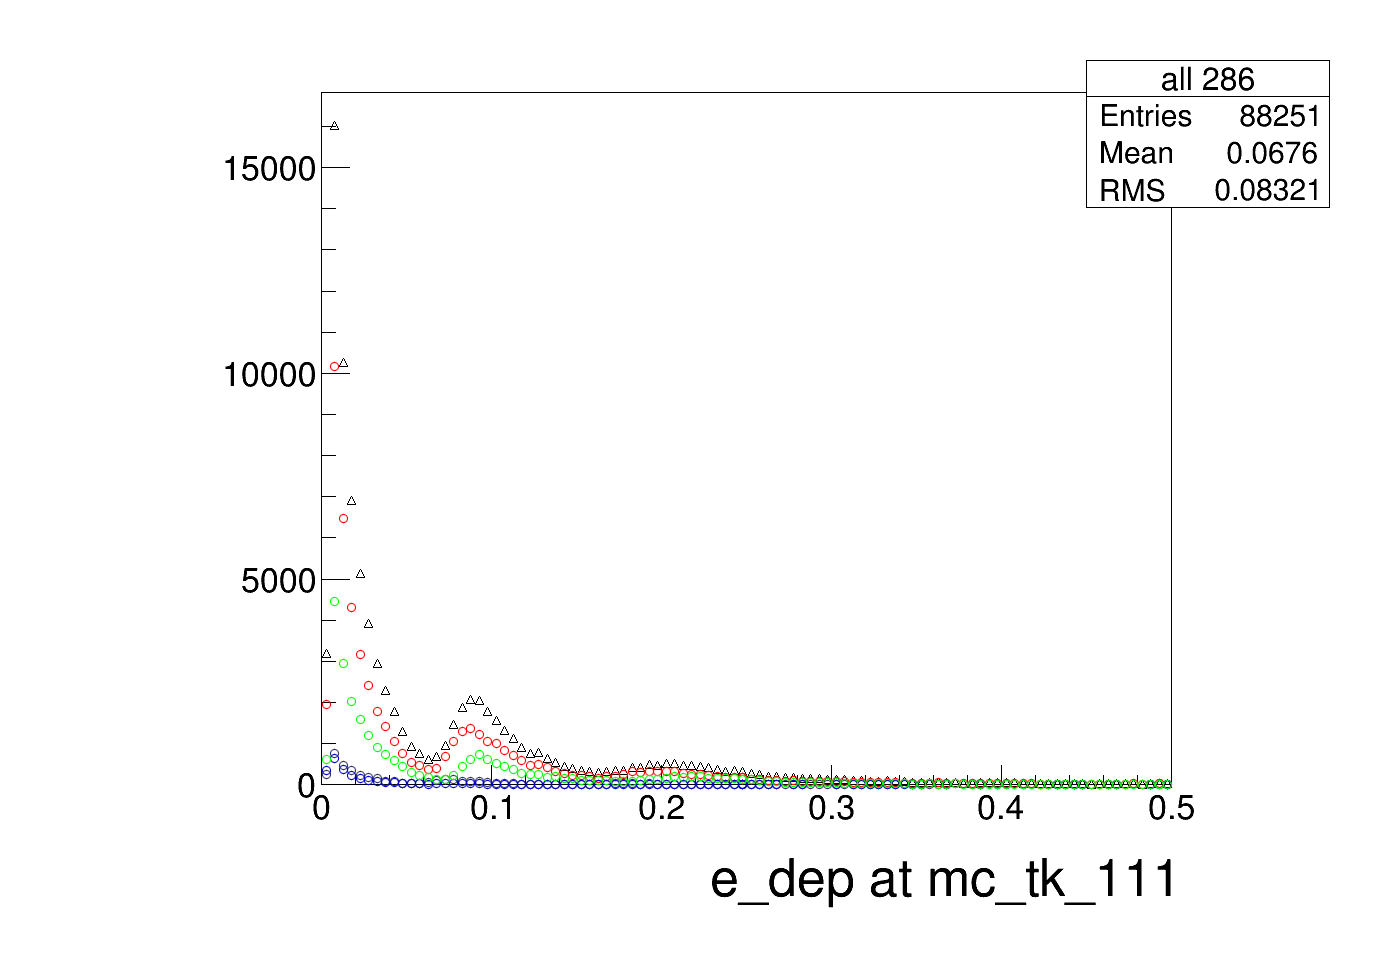 all 286
Entries 88251
Mean 0.0676
RMS 0.08321
15000
10000
5000
0
0 0.1 0.2 0.3 0.4 0.5
e_dep at mc_tk_111